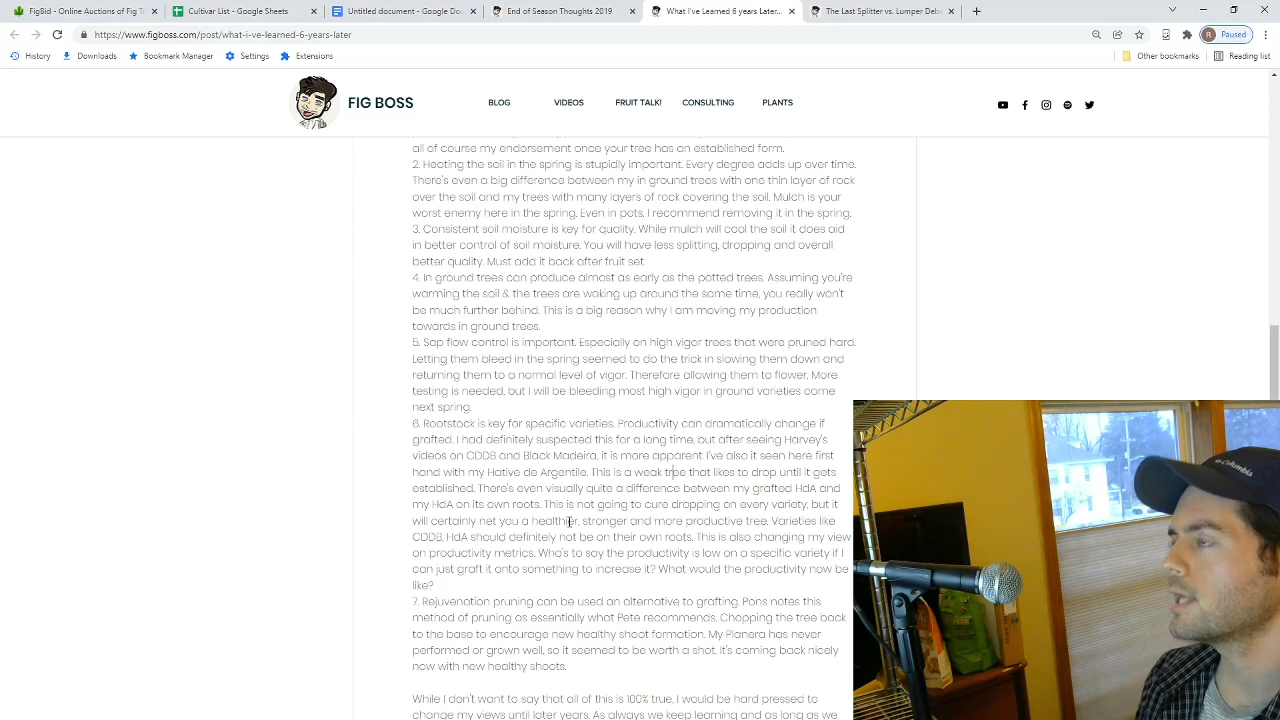 FigBid - Online Auctions of Fig Tr
Cultivar List - Google Sheets
Untitled document - Google Doc
End of Season Thoughts 2019
What I've Learned 6 years Later...
The Last Splitter vs. Lumper Deb
https://www.figboss.com/post/what-i-ve-learned-6-years-later
R Paused
History Downloads Bookmark Manager Settings Extensions Other bookmarks Reading list
FIG BOSS BLOG VIDEOS FRUIT TALK! CONSULTING PLANTS
all of course my endorsement once your tree has an established form.
2. Heating the soil in the spring is stupidly important. Every degree adds up over time.
There's even a big difference between my in ground trees with one thin layer of rock
over the soil and my trees with many layers of rock covering the soil. Mulch is your
worst enemy here in the spring. Even in pots. I recommend removing it in the spring.
3. Consistent soil moisture is key for quality. While mulch will cool the soil it does aid
in better control of soil moisture. You will have less splitting, dropping and overall
better quality. Must add it back after fruit set.
4. In ground trees can produce almost as early as the potted trees. Assuming you're
warming the soil & the trees are waking up around the same time, you really won't
be much further behind. This is a big reason why I am moving my production
towards in ground trees.
5. Sap flow control is important. Especially on high vigor trees that were pruned hard.
Letting them bleed in the spring seemed to do the trick in slowing them down and
returning them to a normal level of vigor. Therefore allowing them to flower. More
testing is needed, but I will be bleeding most high vigor in ground varieties come
next spring.
6. Rootstock is key for specific varieties. Productivity can dramatically change if
grafted. I had definitely suspected this for a long time, but after seeing Harvey's
videos on CDDB and Black Madeira, it is more apparent. I've also it seen here first
hand with my Hative de Argentile. This is a weak tree that likes to drop until it gets
established. There's even visually quite a difference between my grafted HdA and
my HdA on its own roots. This is not going to cure dropping on every variety, but it
will certainly net you a healthier, stronger and more productive tree. Varieties like
CDDB, HdA should definitely not be on their own roots. This is also changing my view
on productivity metrics. Who's to say the productivity is low on a specific variety if I
can just graft it onto something to increase it? What would the productivity now be
like?
7. Rejuvenation pruning can be used an alternative to grafting. Pons notes this
method of pruning as essentially what Pete recommends. Chopping the tree back
to the base to encourage new healthy shoot formation. My Planera has never
performed or grown well, so it seemed to be worth a shot. It's coming back nicely
now with new healthy shoots.
While I don't want to say that all of this is 100% true, I would be hard pressed to
change my views until later years. As always we keep learning and as long as we
Columbia